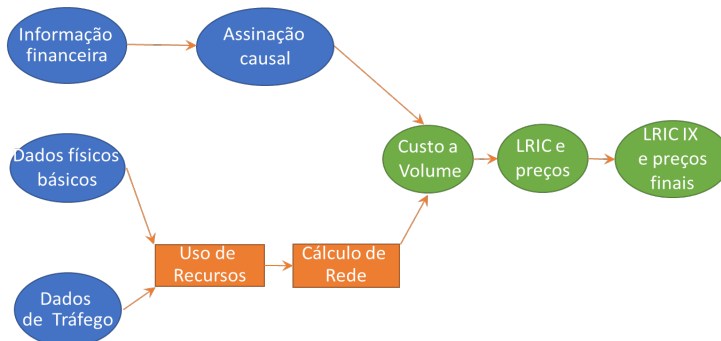 Informação
financeira
Assinação
causal
Dados físicos
básicos
Custo a
Volume
LRIC e
preços
LRIC IX
e preços
finais
Uso de
Recursos
Cálculo de
Rede
Dados
de Tráfego